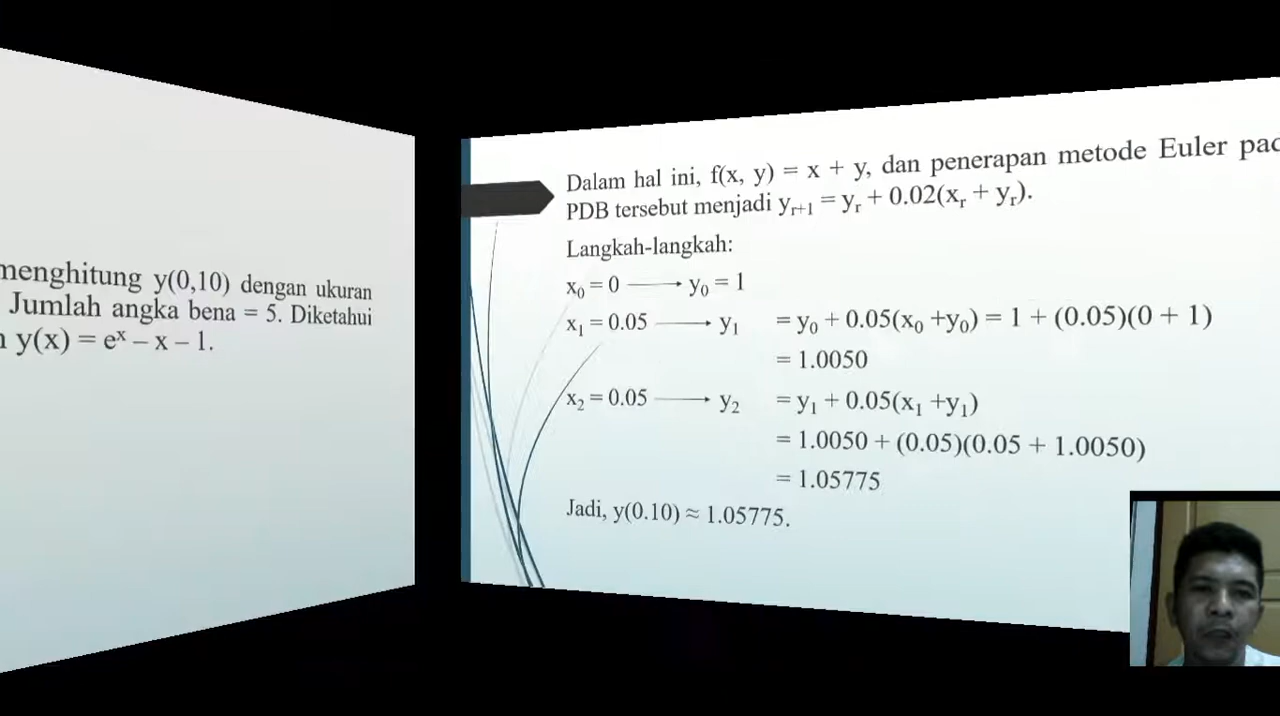 menghitung y(0,10) dengan ukuran
Jumlah angka bena = 5. Diketahui
y(x) = eˣ – x – 1.
Dalam hal ini, f(x, y) = x + y, dan penerapan metode Euler
PDB tersebut menjadi yᵣ₊₁ = yᵣ + 0.02(xᵣ + yᵣ).
Langkah-langkah:
x₀ = 0 ⟶ y₀ = 1
x₁ = 0.05 ⟶ y₁ = y₀ + 0.05(x₀ +y₀) = 1 + (0.05)(0 + 1)
= 1.0050
x₂ = 0.05 ⟶ y₂ = y₁ + 0.05(x₁ +y₁)
= 1.0050 + (0.05)(0.05 + 1.0050)
= 1.05775
Jadi, y(0.10) ≈ 1.05775.